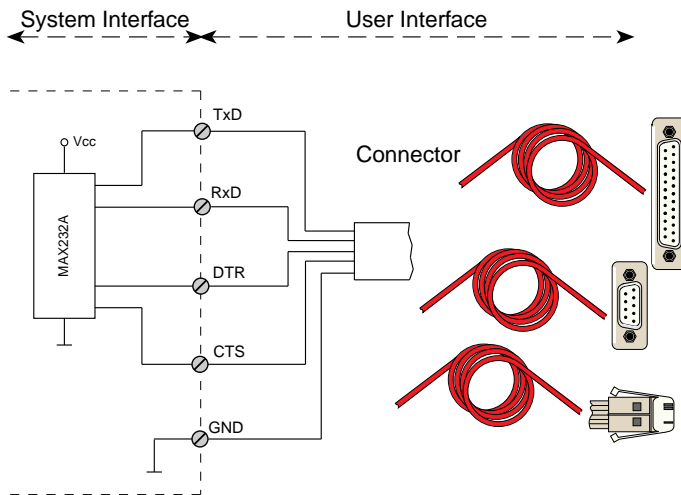 System Interface
User Interface
TxD
Vcc
Connector
RxD
MAX232A
DTR
CTS
GND